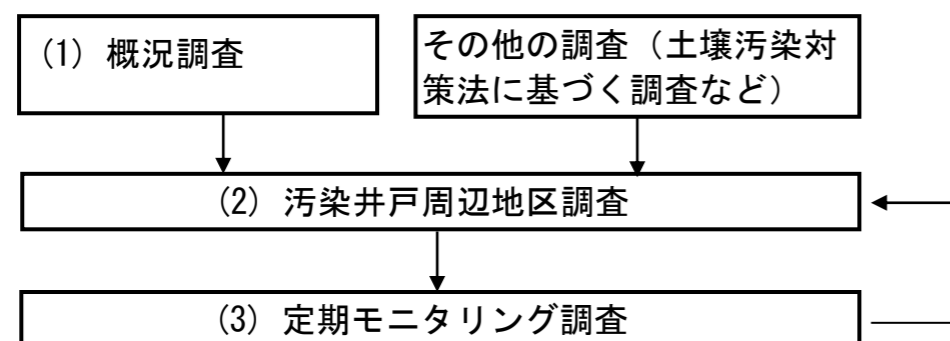 (1) 概況調査
その他の調査（土壌汚染対
策法に基づく調査など）
(2) 汚染井戸周辺地区調査
(3) 定期モニタリング調査